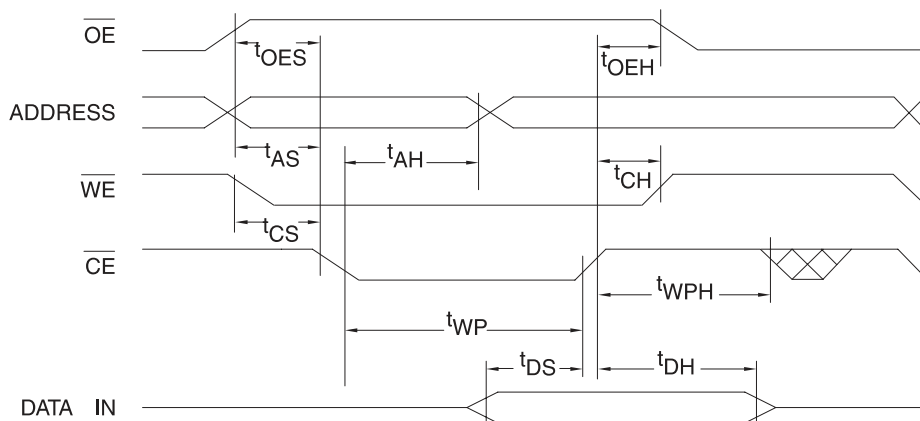 OE
tOES
tOEH
ADDRESS
tAS
tAH
tCH
WE
tCS
CE
tWPH
tWP
tDS
tDH
DATA IN